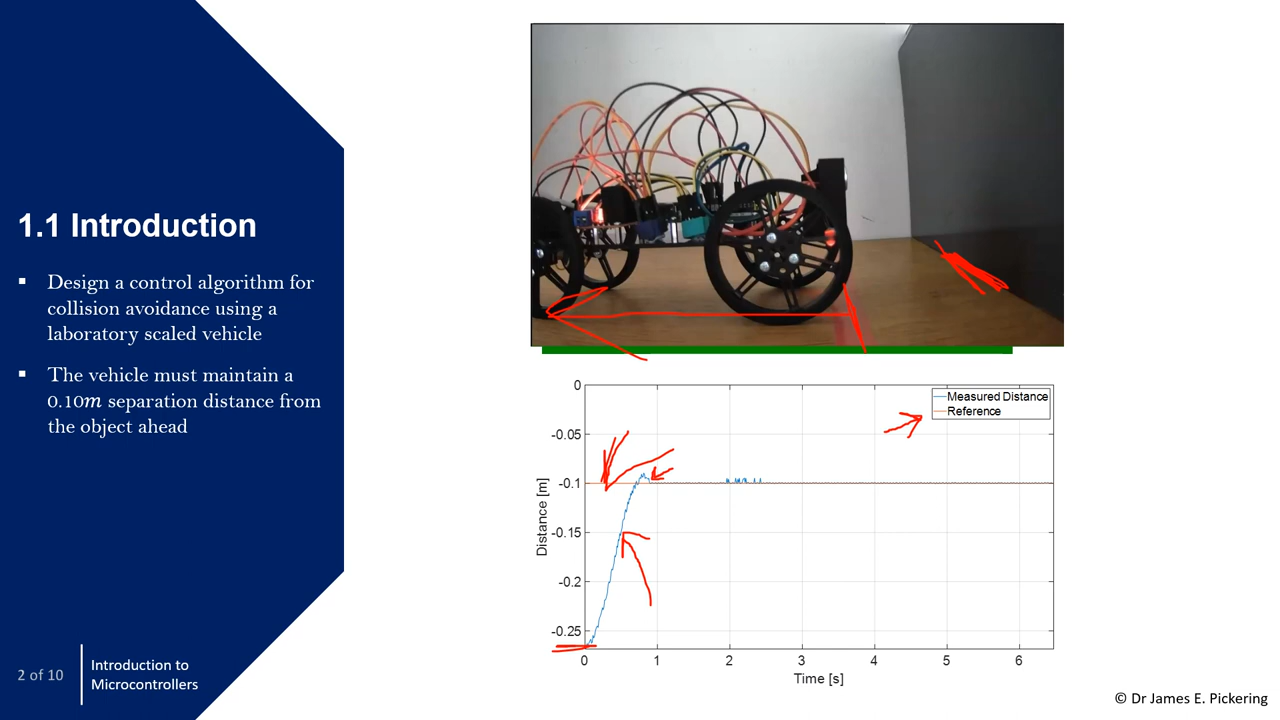 1.1 Introduction
▪ Design a control algorithm for
collision avoidance using a
laboratory scaled vehicle
▪ The vehicle must maintain a
0.10m separation distance from
the object ahead
2 of 10
Introduction to
Microcontrollers
0
-0.05
-0.1
-0.15
-0.2
-0.25
Distance [m]
Measured Distance
Reference
0 1 2 3 4 5 6
Time [s]
© Dr James E. Pickering